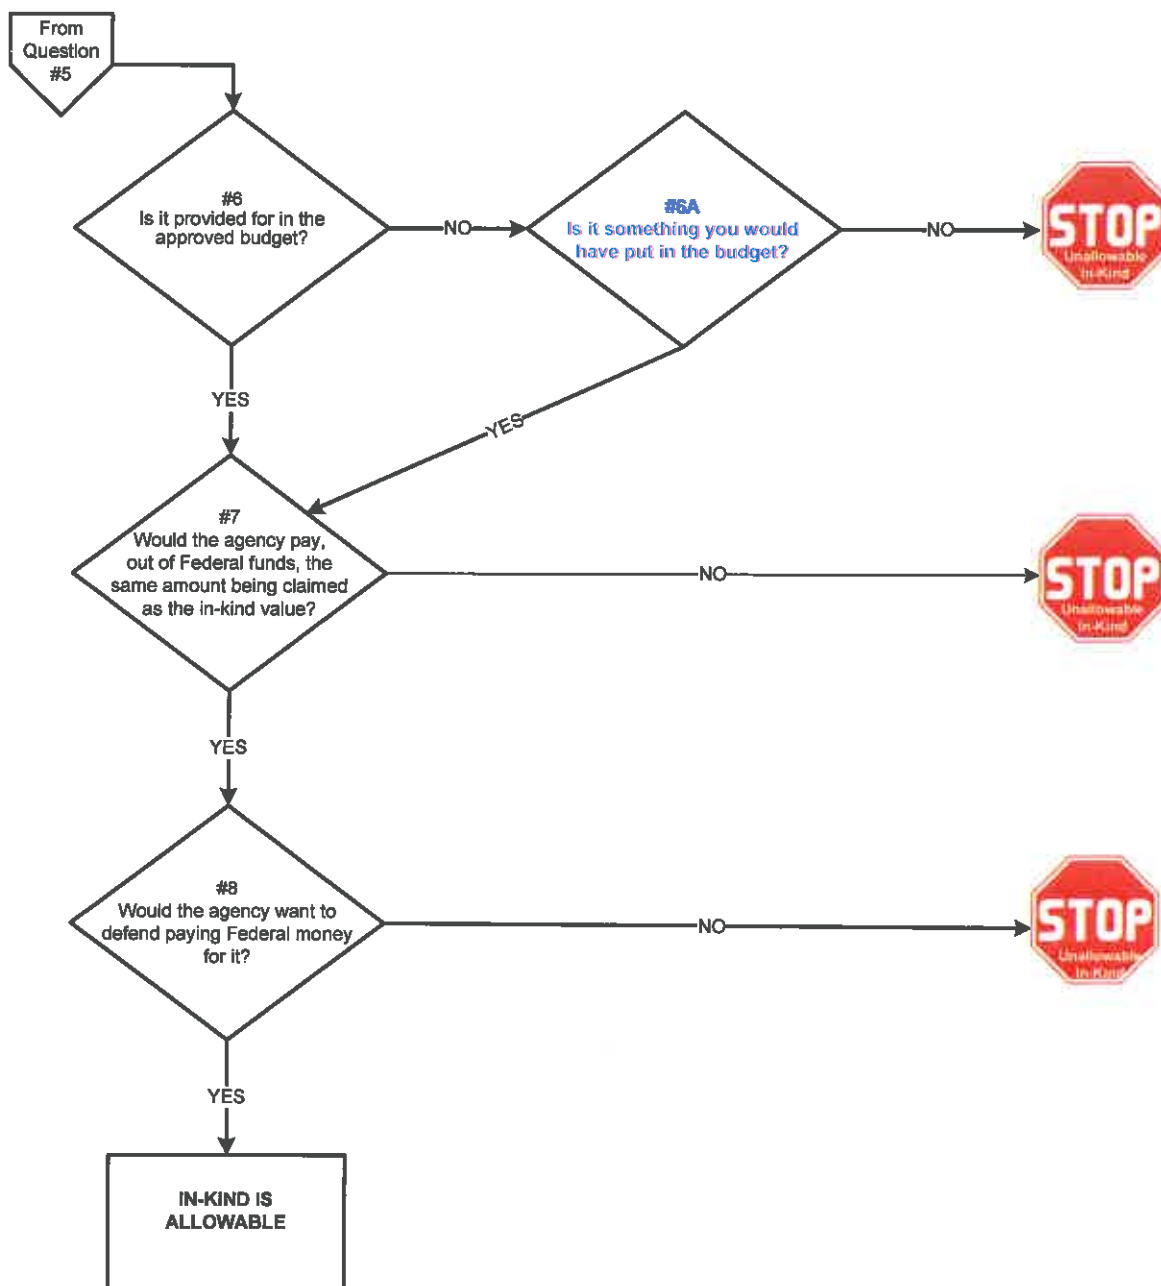 From
Question
#5
#6
Is it provided for in the
approved budget?
NO
#6A
Is it something you would
have put in the budget?
NO
STOP
Unallowable
In-Kind
YES
YES
#7
Would the agency pay,
out of Federal funds, the
same amount being claimed
as the in-kind value?
NO
STOP
Unallowable
In-Kind
YES
#8
Would the agency want to
defend paying Federal money
for it?
NO
STOP
Unallowable
In-Kind
YES
IN-KIND IS
ALLOWABLE